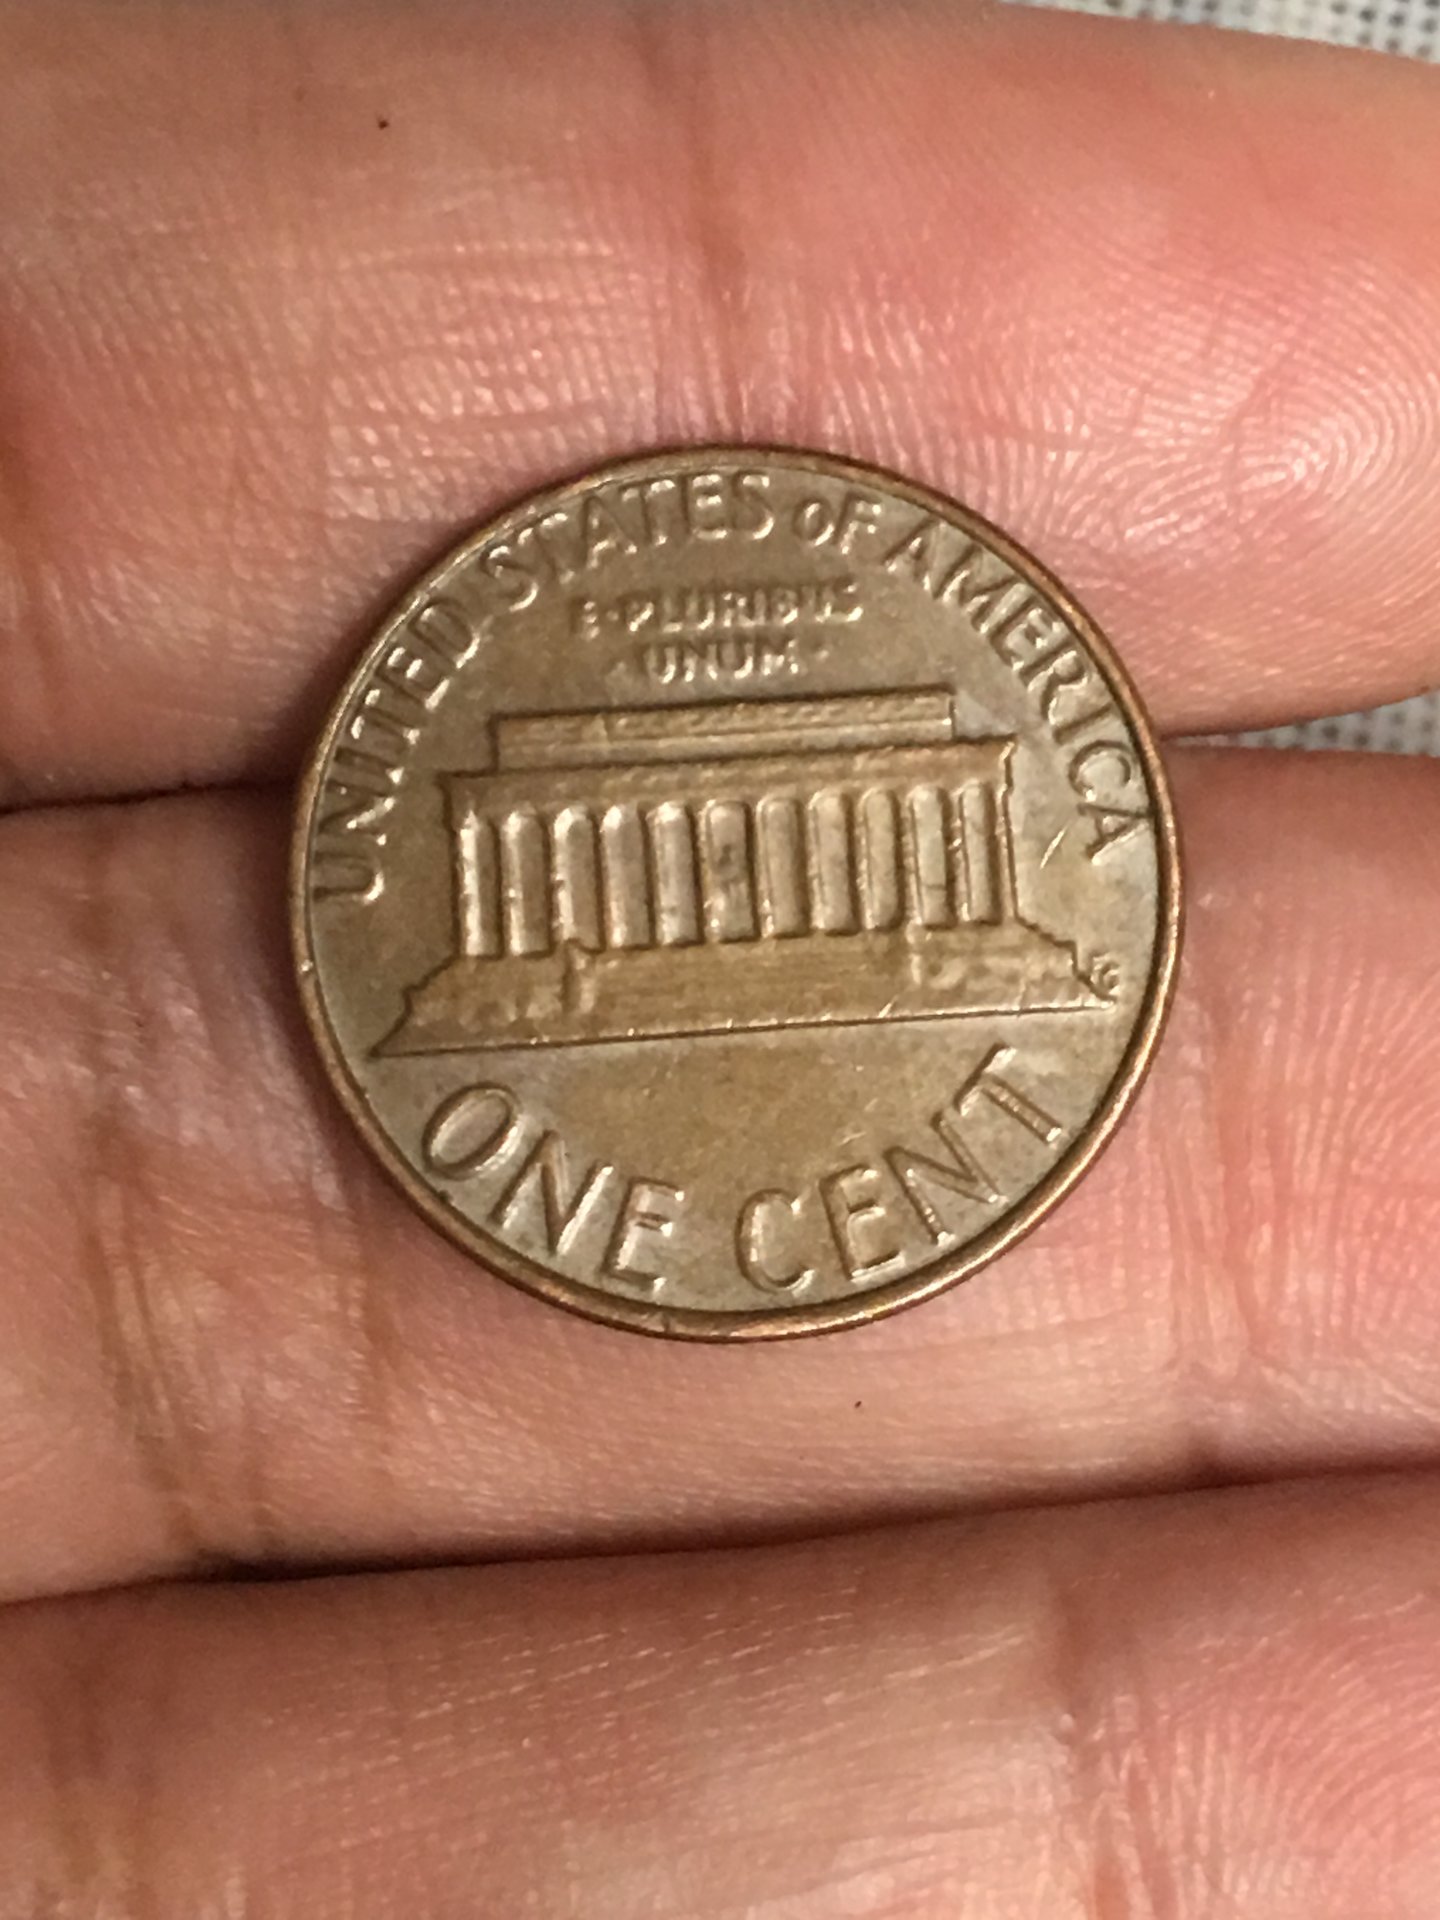 UNITED STATES OF AMERICA
E·PLURIBUS
·UNUM·
ONE CENT